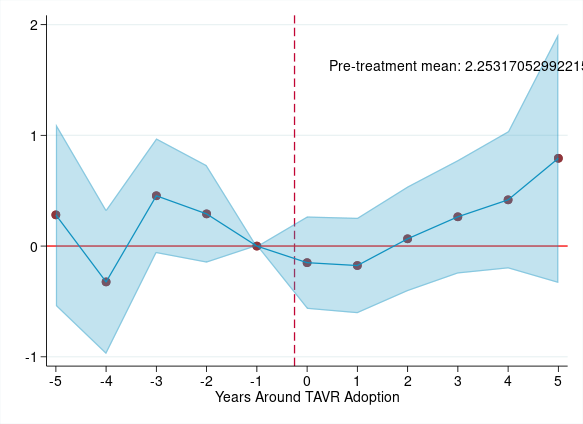 2
Pre-treatment mean: 2.2531705299221
1
0
-1
-5 -4 -3 -2 -1 0 1 2 3 4 5
Years Around TAVR Adoption